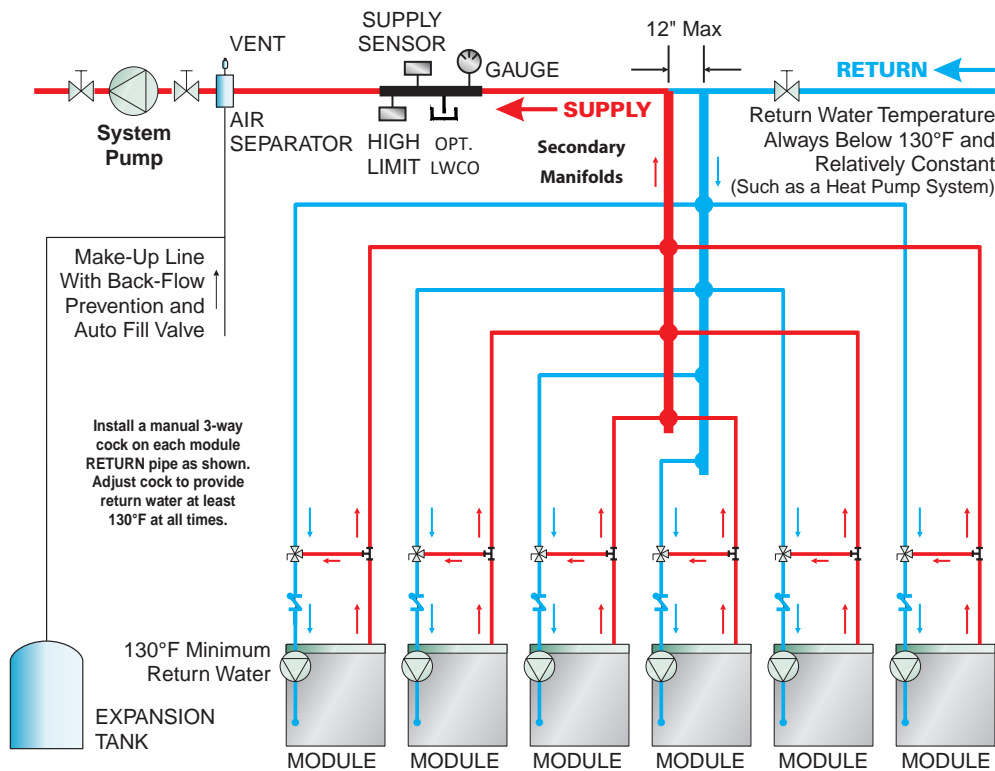 SUPPLY
SENSOR
12" Max
VENT
GAUGE
RETURN
System
Pump
AIR
SEPARATOR
HIGH
LIMIT
OPT.
LWCO
SUPPLY
Secondary
Manifolds
Return Water Temperature
Always Below 130°F and
Relatively Constant
(Such as a Heat Pump System)
Make-Up Line
With Back-Flow
Prevention and
Auto Fill Valve
Install a manual 3-way
cock on each module
RETURN pipe as shown.
Adjust cock to provide
return water at least
130°F at all times.
130°F Minimum
Return Water
EXPANSION
TANK
MODULE
MODULE
MODULE
MODULE
MODULE
MODULE